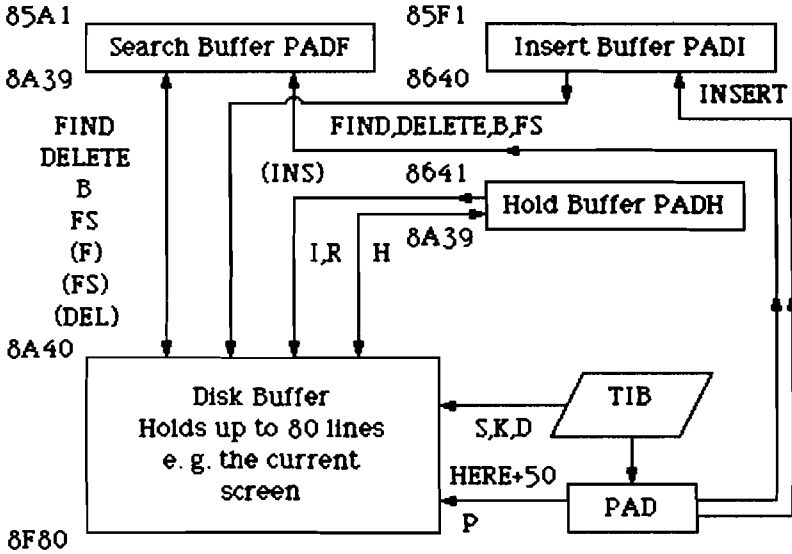 85A1
85F1
Search Buffer PADF
Insert Buffer PADI
8A39
8640
INSERT
FIND
DELETE
B
FS
(F)
(FS)
(DEL)
FIND,DELETE,B,FS
(INS)
8641
Hold Buffer PADH
8A39
I,R
H
8A40
Disk Buffer
Holds up to 80 lines
e. g. the current
screen
TIB
S,K,D
HERE+50
PAD
P
8F80